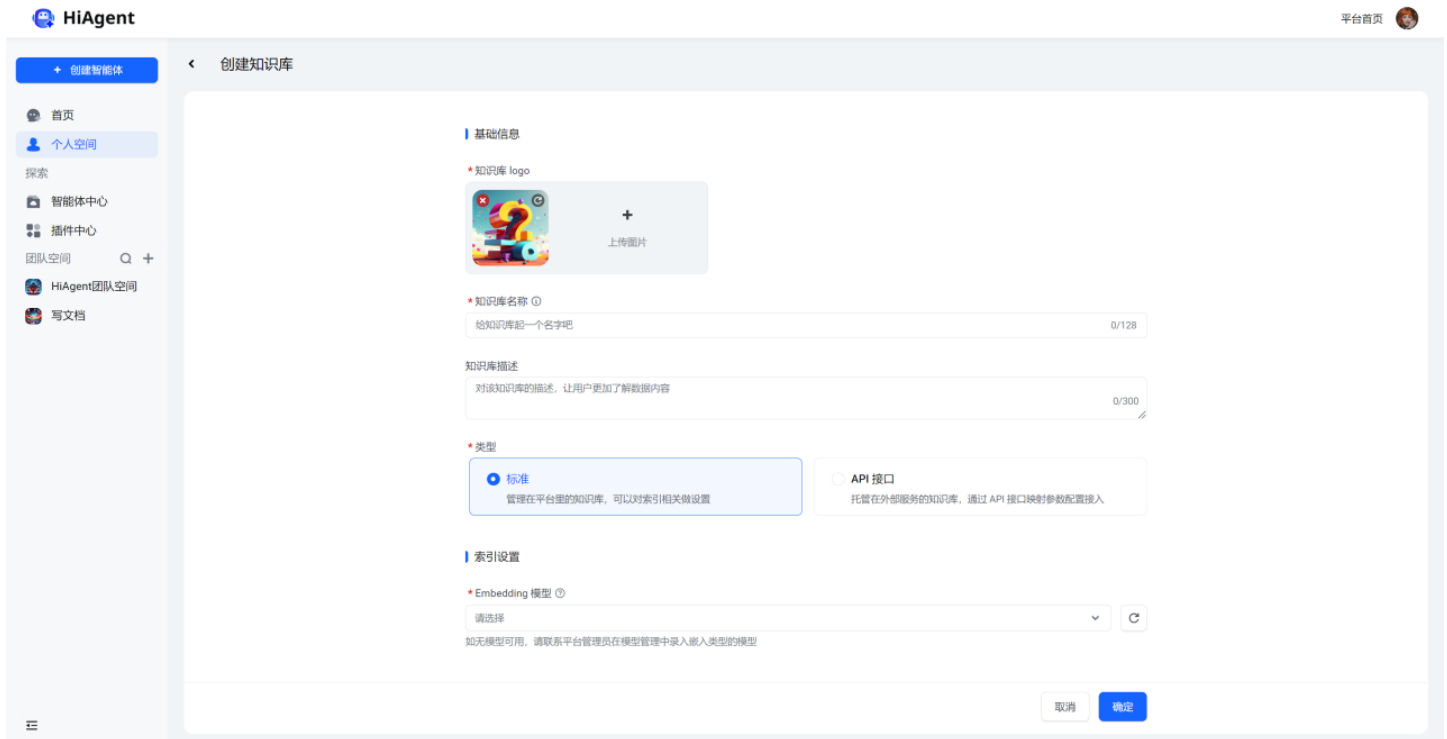 HiAgent
平台首页
+ 创建智能体
首页
个人空间
探索
智能体中心
插件中心
团队空间
HiAgent团队空间
写文档
创建知识库
基础信息
* 知识库 logo
上传图片
* 知识库名称
给知识库起一个名字吧 0/128
知识库描述
对该知识库的描述，让用户更加了解数据内容
0/300
* 类型
标准
管理在平台里的知识库，可以对索引相关做设置
API 接口
托管在外部服务的知识库，通过 API 接口映射参数配置接入
索引设置
* Embedding 模型
请选择
如无模型可用，请联系平台管理员在模型管理中录入嵌入类型的模型
取消
确定